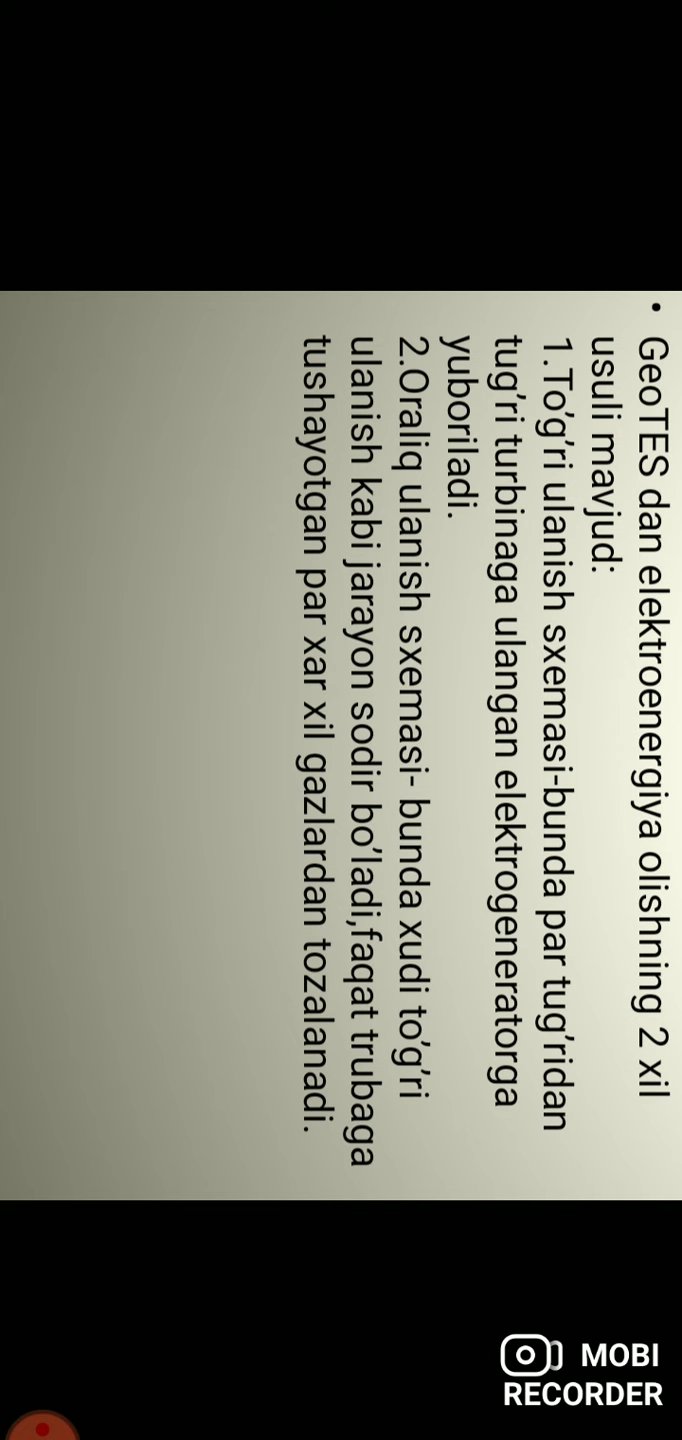 • GeoTES dan elektroenergiya olishning 2 xil
usuli mavjud:
1.To'g'ri ulanish sxemasi-bunda par tug'ridan
tug'ri turbinaga ulangan elektrogeneratorga
yuboriladi.
2.Oraliq ulanish sxemasi- bunda xudi to'g'ri
ulanish kabi jarayon sodir bo'ladi,faqat trubaga
tushayotgan par xar xil gazlardan tozalanadi.
MOBI
RECORDER